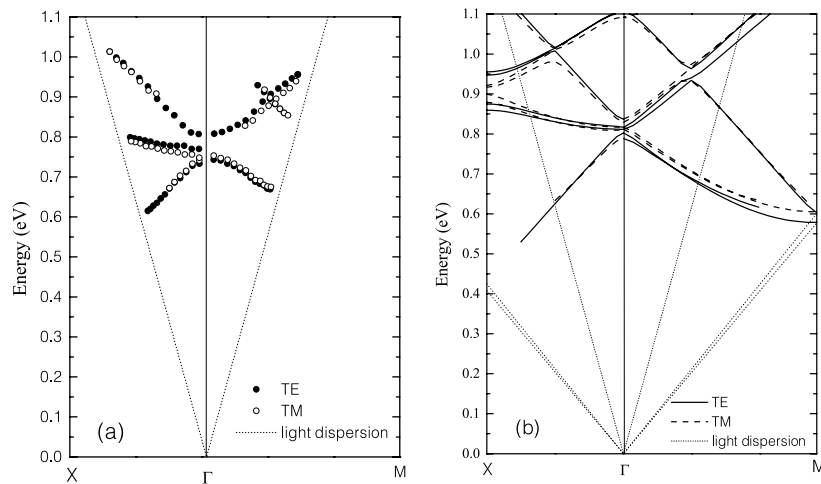 1.1
1.0
0.9
0.8
0.7
0.6
0.5
0.4
0.3
0.2
0.1
0.0
Energy (eV)
TE
TM
light dispersion
(a)
X Γ M
1.1
1.0
0.9
0.8
0.7
0.6
0.5
0.4
0.3
0.2
0.1
0.0
Energy (eV)
TE
TM
light dispersion
(b)
X Γ M